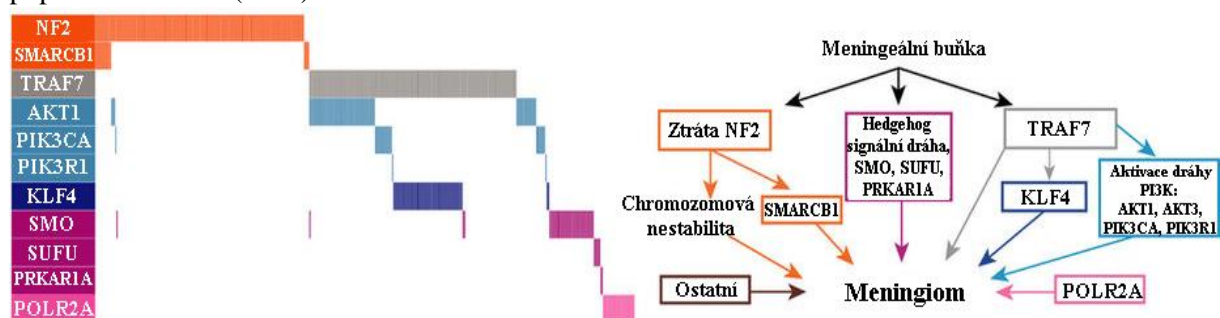 NF2
SMARCB1
TRAF7
AKT1
PIK3CA
PIK3R1
KLF4
SMO
SUFU
PRKAR1A
POLR2A
Meningeální buňka
Ztráta NF2
Hedgehog
signální dráha,
SMO, SUFU,
PRKAR1A
TRAF7
Chromozomová
nestabilita
SMARCB1
KLF4
Aktivace dráhy
PI3K:
AKT1, AKT3,
PIK3CA, PIK3R1
Ostatní
Meningiom
POLR2A